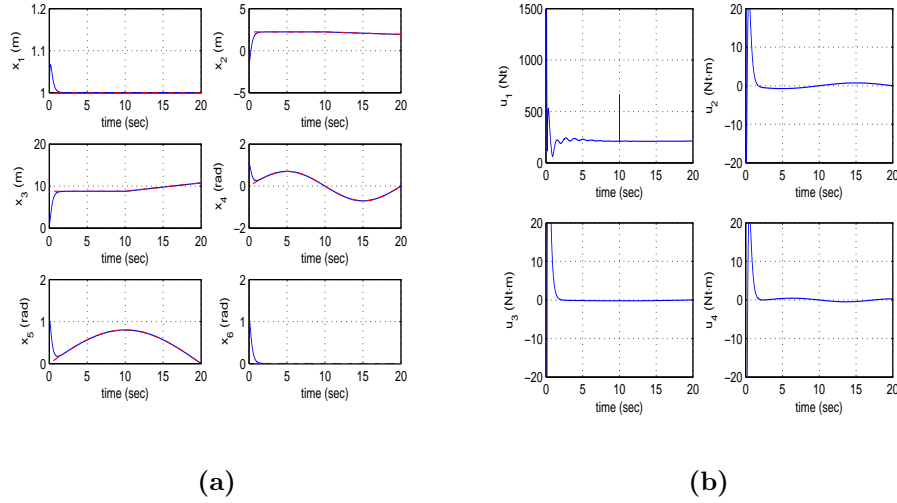 1.2
1.1
1
0 5 10 15 20
time (sec)
x1 (m)
5
0
−5
0 5 10 15 20
time (sec)
x2 (m)
20
10
0
0 5 10 15 20
time (sec)
x3 (m)
2
0
−2
0 5 10 15 20
time (sec)
x4 (rad)
2
1
0
0 5 10 15 20
time (sec)
x5 (rad)
2
1
0
0 5 10 15 20
time (sec)
x6 (rad)
(a)
1500
1000
500
0
0 5 10 15 20
time (sec)
u1 (Nt)
20
10
0
−10
−20
0 5 10 15 20
time (sec)
u2 (Nt·m)
20
10
0
−10
−20
0 5 10 15 20
time (sec)
u3 (Nt·m)
20
10
0
−10
−20
0 5 10 15 20
time (sec)
u4 (Nt·m)
(b)